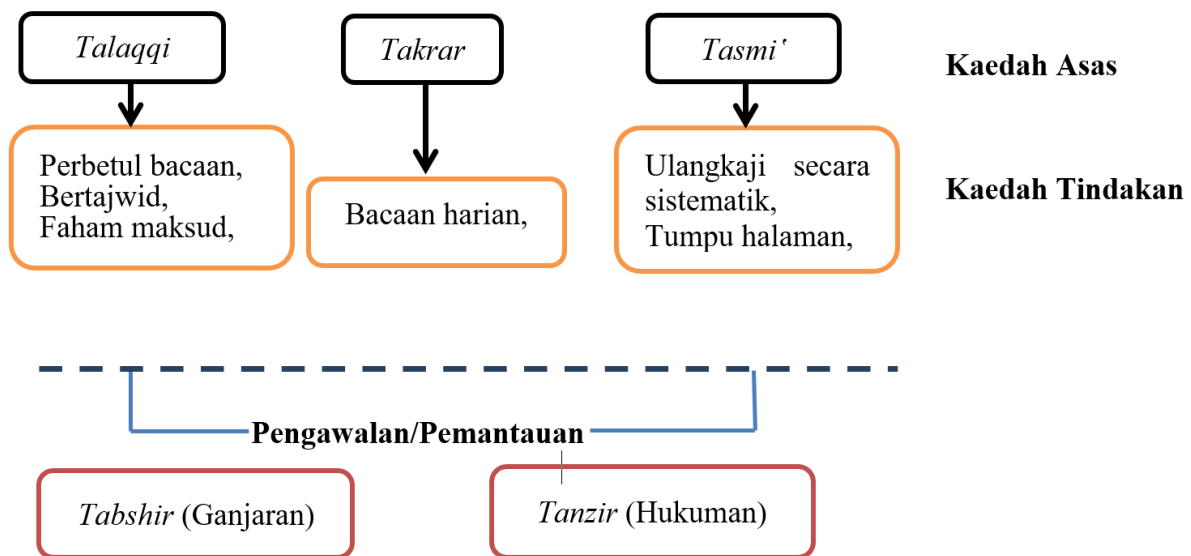 Talaqqi
Takrar
Tasmi‛
Kaedah Asas
Perbetul bacaan,
Bertajwid,
Faham maksud,
Bacaan harian,
Ulangkaji secara
sistematik,
Tumpu halaman,
Kaedah Tindakan
Pengawalan/Pemantauan
Tabshir (Ganjaran)
Tanzir (Hukuman)